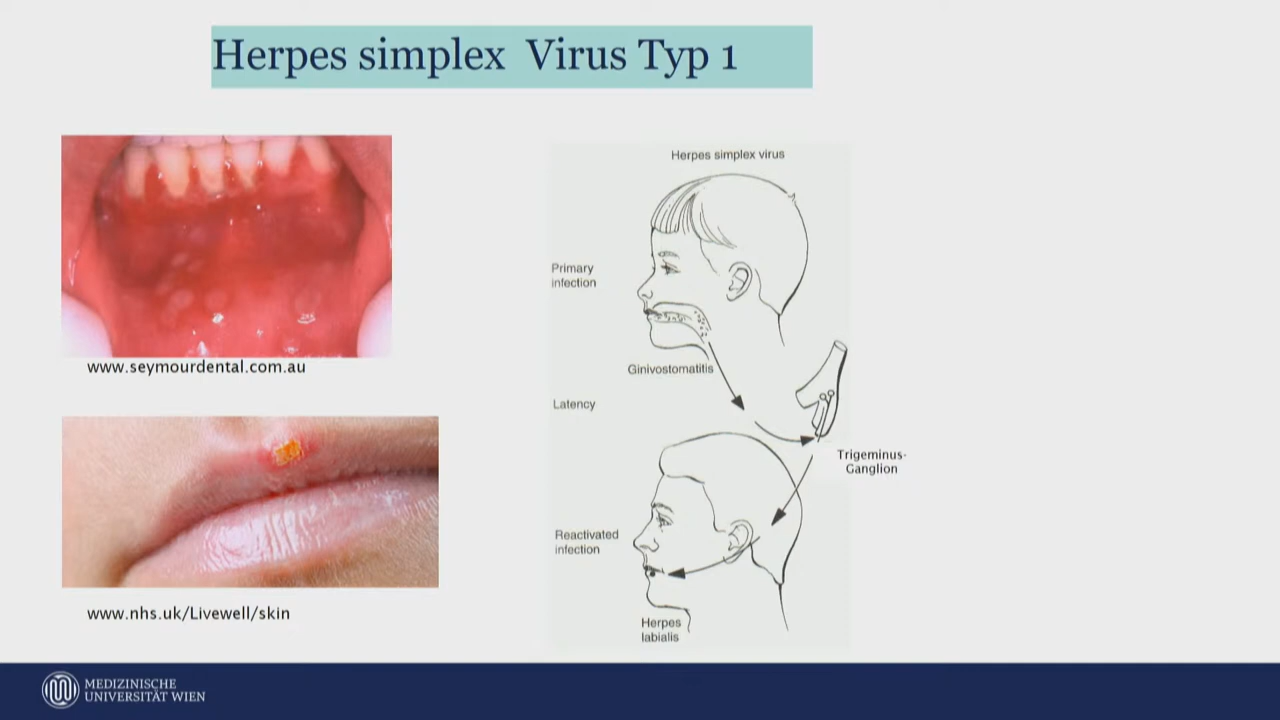 Herpes simplex Virus Typ 1
www.seymourdental.com.au
www.nhs.uk/Livewell/skin
Herpes simplex virus
Primary
infection
Ginivostomatitis
Latency
Trigeminus-
Ganglion
Reactivated
infection
Herpes
labialis
MEDIZINISCHE
UNIVERSITÄT WIEN